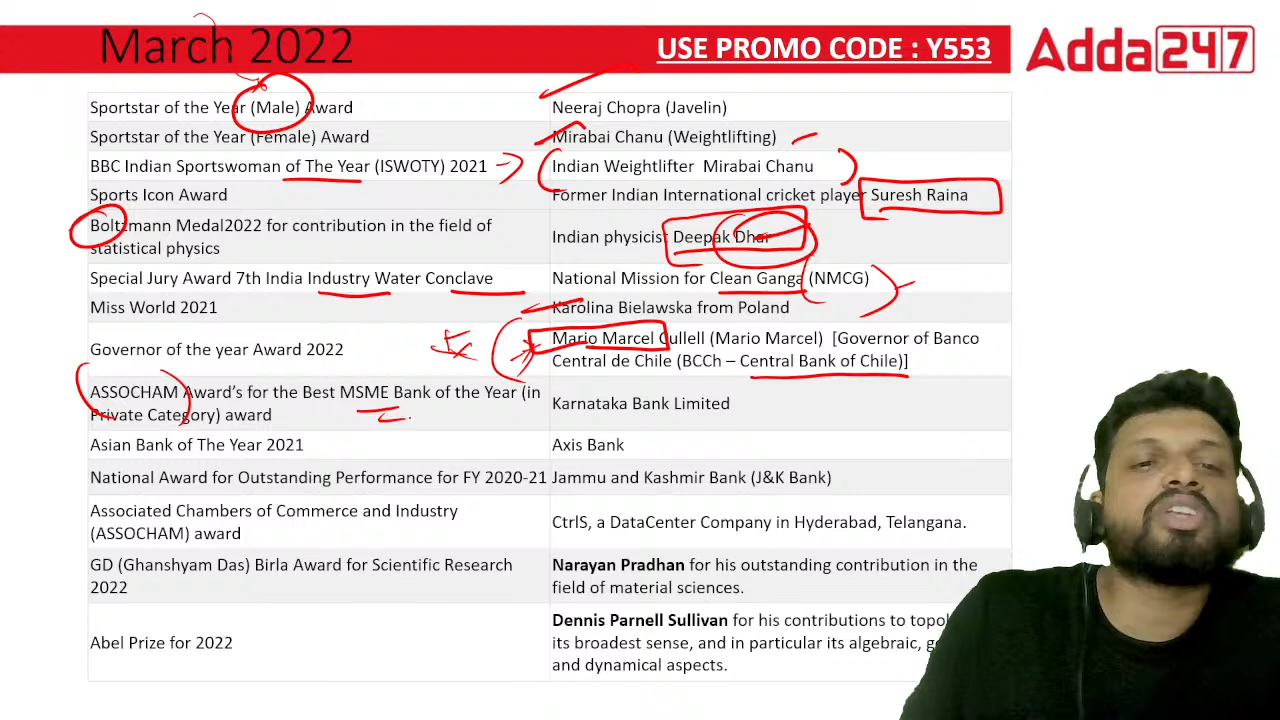 March 2022
USE PROMO CODE : Y553
Adda247
Sportstar of the Year (Male) Award
Neeraj Chopra (Javelin)
Sportstar of the Year (Female) Award
Mirabai Chanu (Weightlifting)
BBC Indian Sportswoman of The Year (ISWOTY) 2021
Indian Weightlifter Mirabai Chanu
Sports Icon Award
Former Indian International cricket player Suresh Raina
Boltzmann Medal2022 for contribution in the field of
statistical physics
Indian physicist Deepak Dhar
Special Jury Award 7th India Industry Water Conclave
National Mission for Clean Ganga (NMCG)
Miss World 2021
Karolina Bielawska from Poland
Governor of the year Award 2022
Mario Marcel Cullell (Mario Marcel) [Governor of Banco
Central de Chile (BCCh – Central Bank of Chile)]
ASSOCHAM Award's for the Best MSME Bank of the Year (in
Private Category) award
Karnataka Bank Limited
Asian Bank of The Year 2021
Axis Bank
National Award for Outstanding Performance for FY 2020-21
Jammu and Kashmir Bank (J&K Bank)
Associated Chambers of Commerce and Industry
(ASSOCHAM) award
CtrlS, a DataCenter Company in Hyderabad, Telangana.
GD (Ghanshyam Das) Birla Award for Scientific Research
2022
Narayan Pradhan for his outstanding contribution in the
field of material sciences.
Abel Prize for 2022
Dennis Parnell Sullivan for his contributions to
its broadest sense, and in particular its algebraic,
and dynamical aspects.